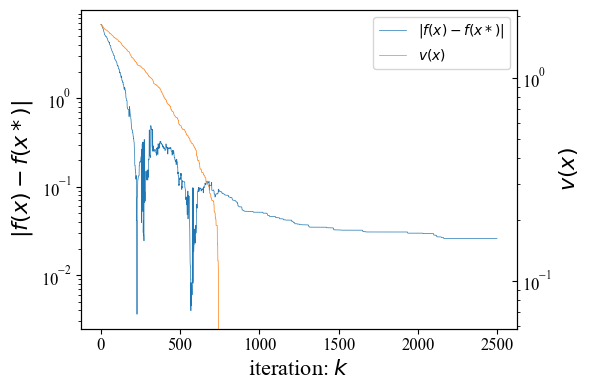 |f(x) − f(x*)|
v(x)
10^0
10^-1
10^-2
|f(x) − f(x*)|
10^0
10^-1
v(x)
0 500 1000 1500 2000 2500
iteration: k